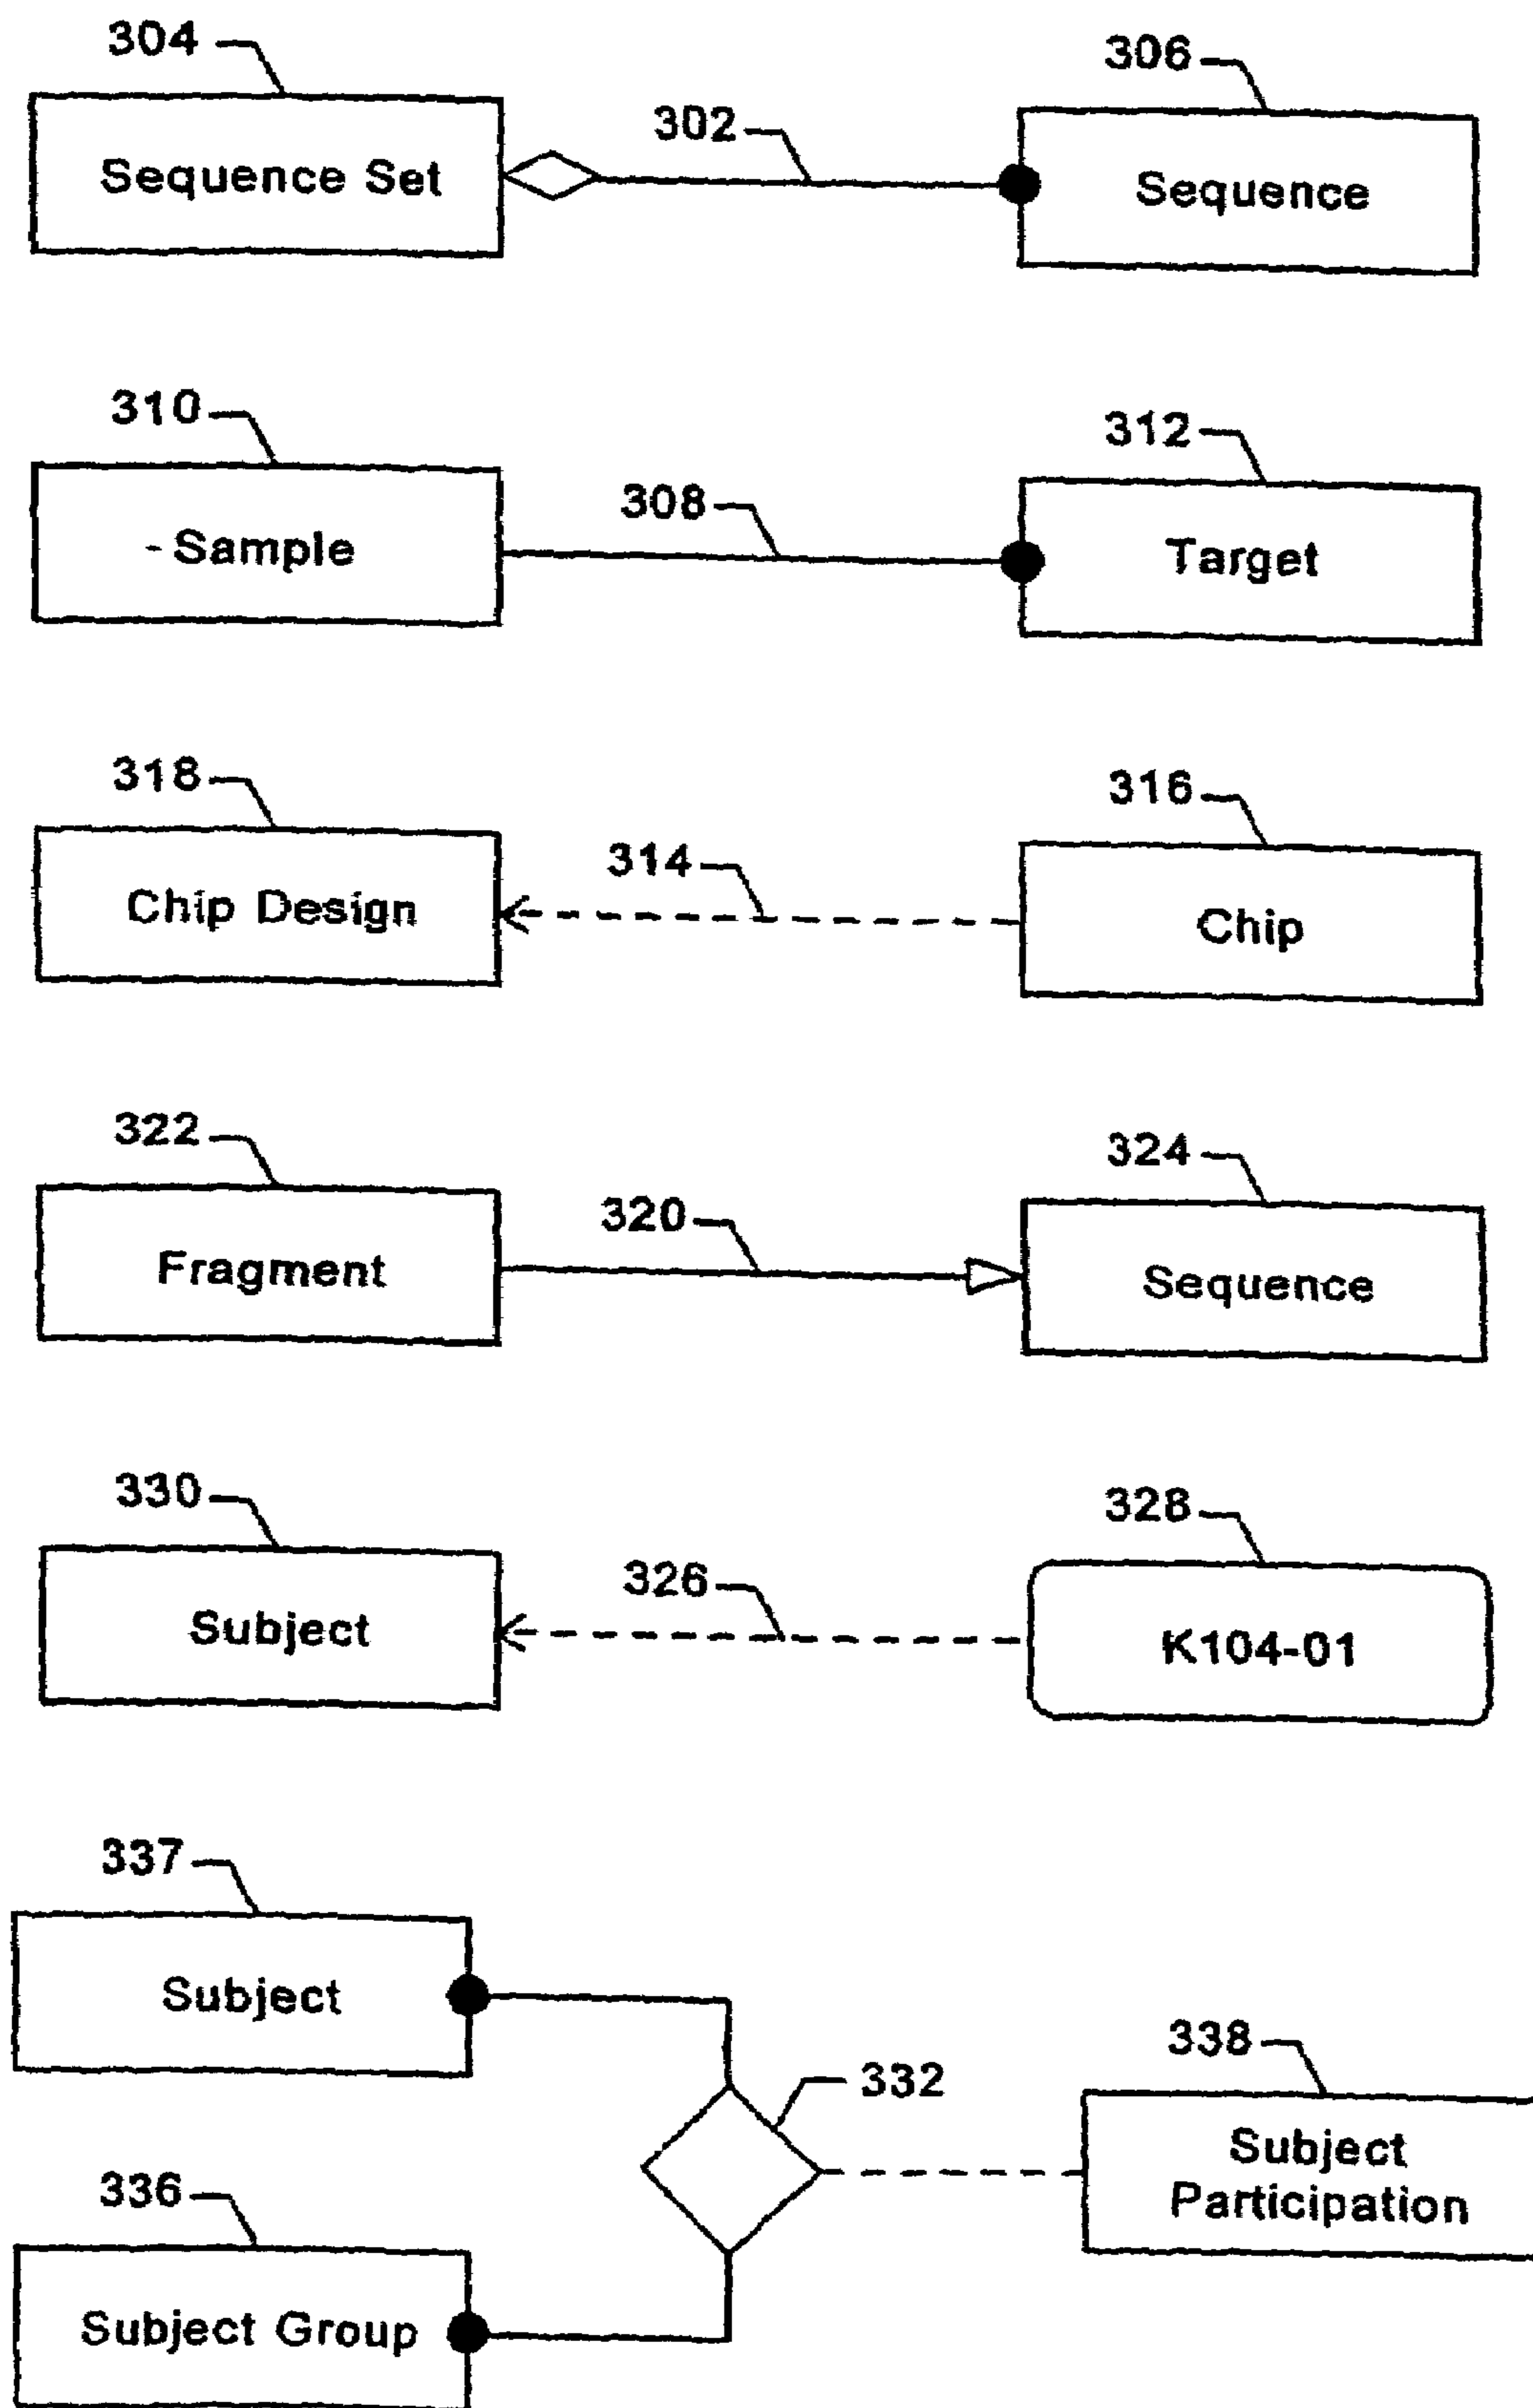 304
306
302
Sequence Set
Sequence
310
312
308
- Sample
Target
318
316
314
Chip Design
Chip
322
324
320
Fragment
Sequence
330
328
326
Subject
K104-01
337
Subject
338
332
Subject
Participation
336
Subject Group